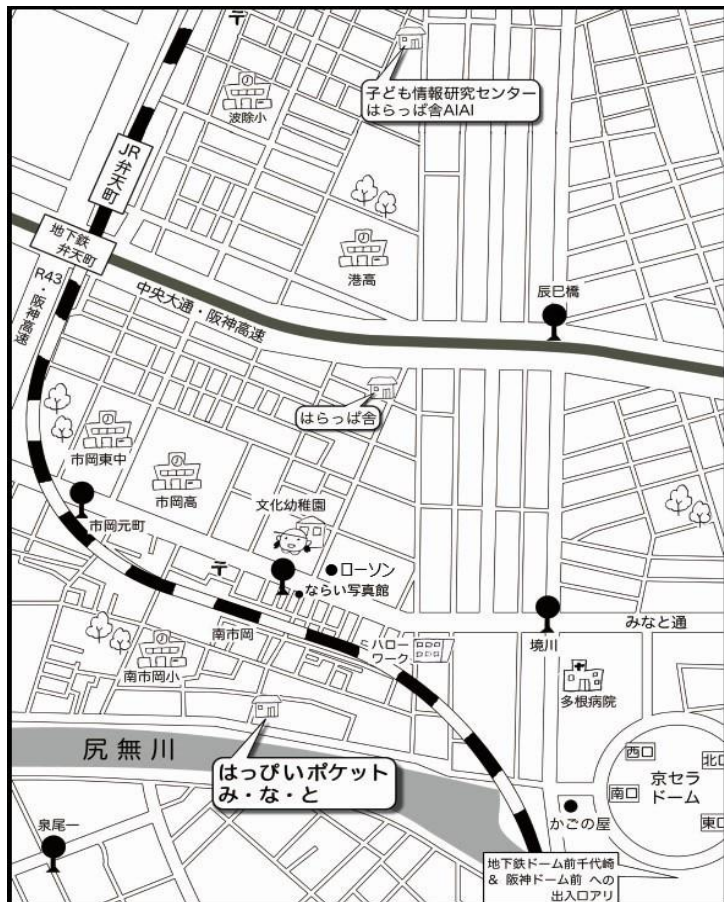 〒
子ども情報研究センター
はらっぱ舎AIAI
波除小
JR
弁天町
地下鉄
弁天町
港高
R43・阪神高速
中央大通・阪神高速
辰巳橋
はらっぱ舎
市岡東中
市岡高
市岡元町
文化幼稚園
〒
ローソン
ならい写真館
みなと通
南市岡
ハロー
ワーク
境川
南市岡小
多根病院
尻無川
はっぴいポケット
み・な・と
西口
北口
京セラ
ドーム
南口
東口
かごの屋
泉尾一
地下鉄ドーム前千代崎
& 阪神ドーム前 への
出入口アリ